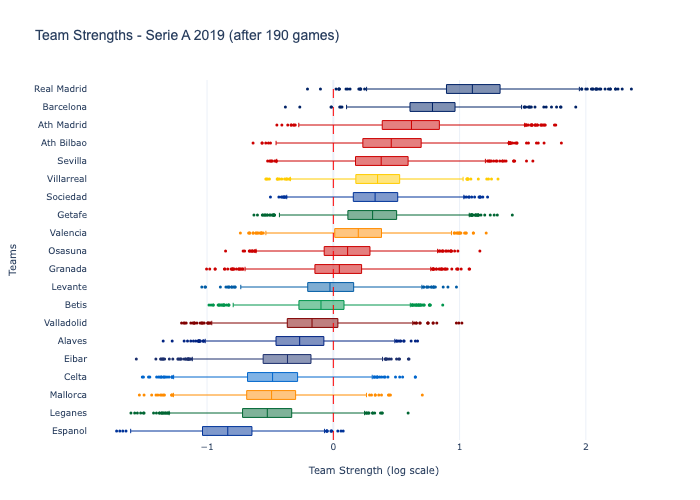 Team Strengths - Serie A 2019 (after 190 games)
Real Madrid
Barcelona
Ath Madrid
Ath Bilbao
Sevilla
Villarreal
Sociedad
Getafe
Valencia
Osasuna
Granada
Levante
Betis
Valladolid
Alaves
Eibar
Celta
Mallorca
Leganes
Espanol
Teams
−1
0
1
2
Team Strength (log scale)